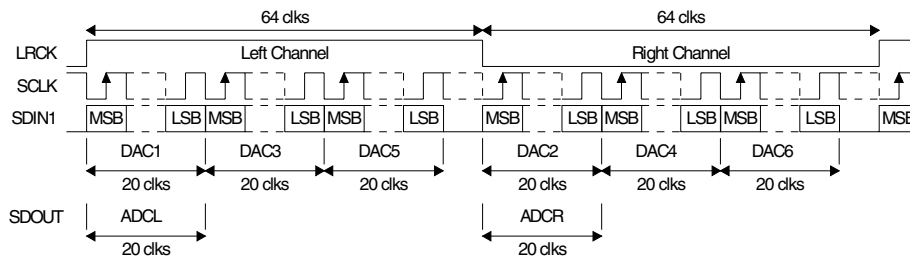 64 clks 64 clks
LRCK Left Channel Right Channel
SCLK
SDIN1 MSB LSB MSB LSB MSB LSB MSB LSB MSB LSB MSB LSB MSB
DAC1 DAC3 DAC5 DAC2 DAC4 DAC6
20 clks 20 clks 20 clks 20 clks 20 clks 20 clks
SDOUT ADCL ADCR
20 clks 20 clks